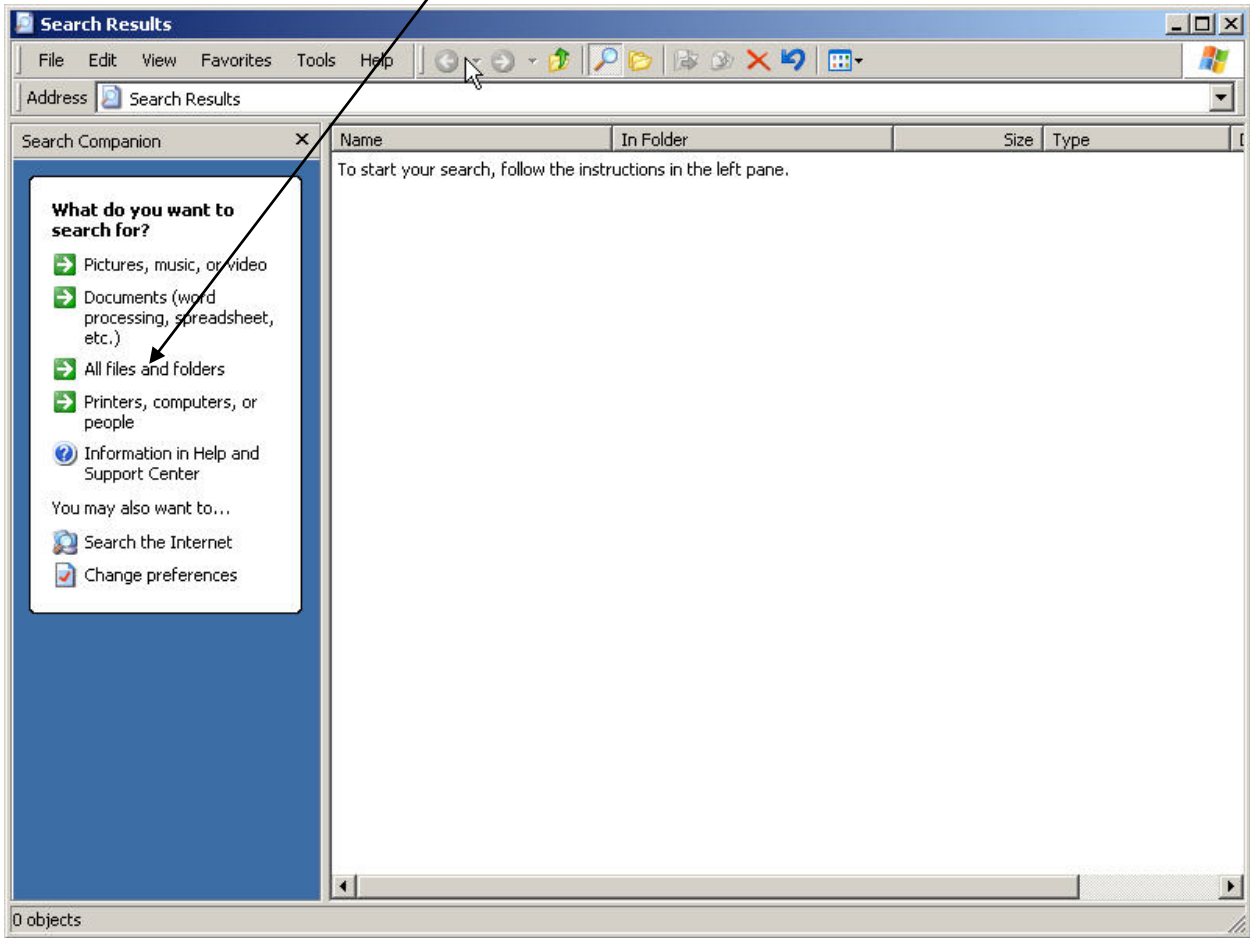 Search Results
File Edit View Favorites Tools Help
Address Search Results
Search Companion
Name In Folder Size Type
To start your search, follow the instructions in the left pane.
What do you want to
search for?
Pictures, music, or video
Documents (word
processing, spreadsheet,
etc.)
All files and folders
Printers, computers, or
people
Information in Help and
Support Center
You may also want to...
Search the Internet
Change preferences
0 objects